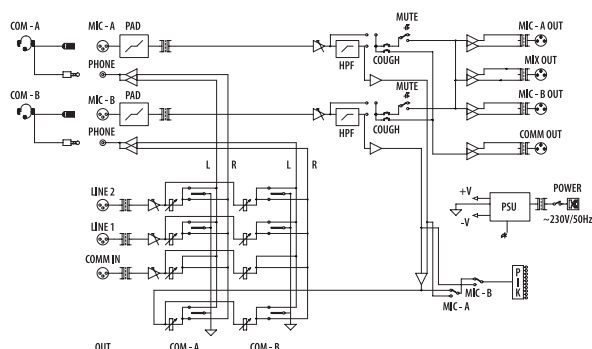 COM - A
MIC - A
PAD
PHONE
HPF
COUGH
MUTE
MIC - A OUT
MIX OUT
MIC - B OUT
COMM OUT
COM - B
MIC - B
PAD
PHONE
HPF
COUGH
MUTE
L
R
L
R
LINE 2
LINE 1
COMM IN
+V
-V
PSU
POWER
~230V/50Hz
MIC - B
MIC - A
P
I
K
OUT
COM - A
COM - B